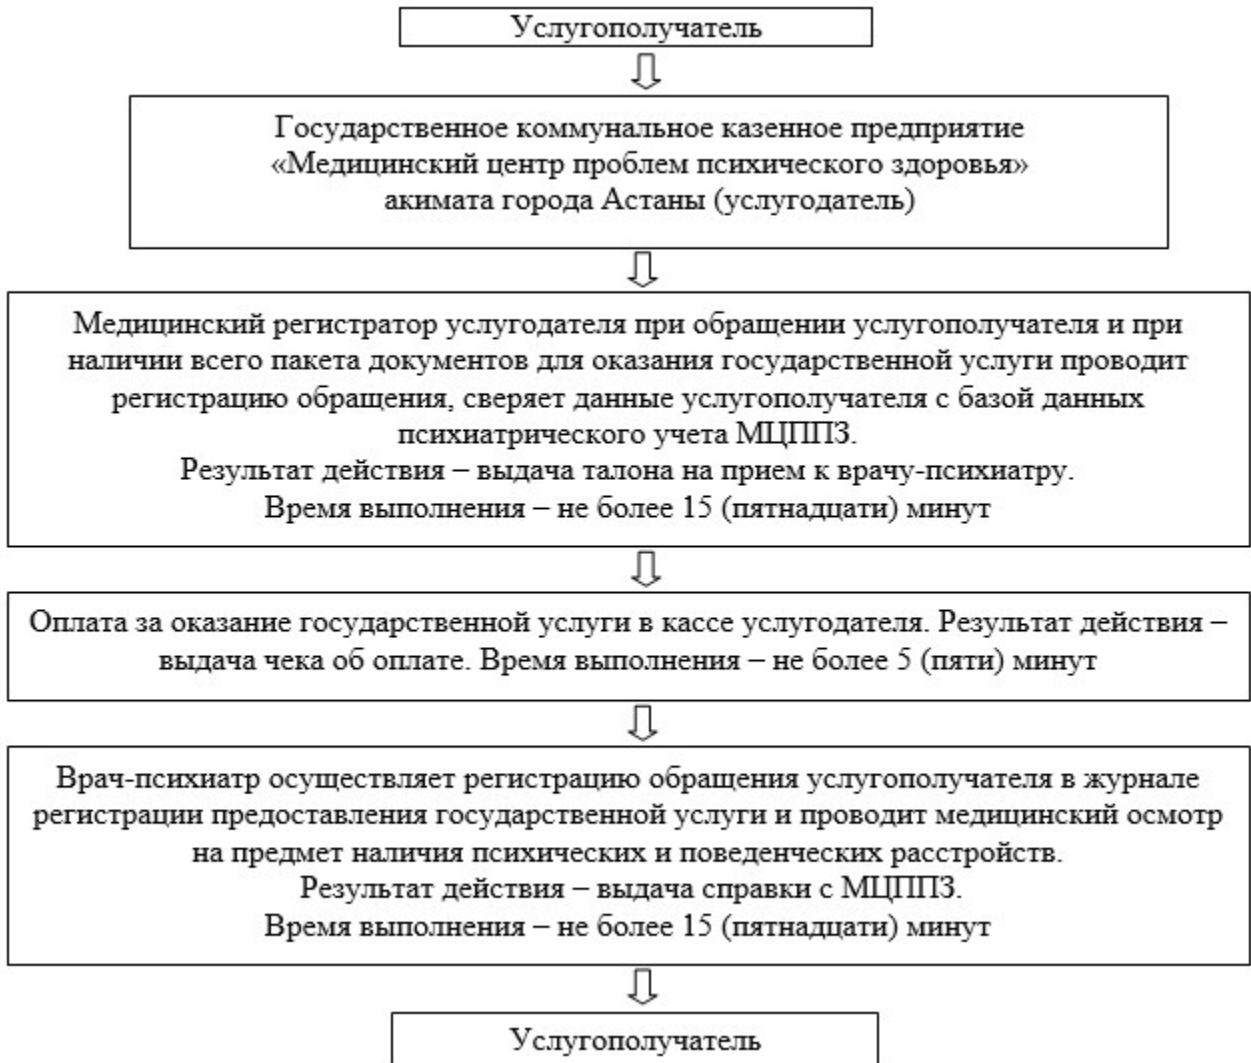 Услугополучатель
Государственное коммунальное казенное предприятие
«Медицинский центр проблем психического здоровья»
акимата города Астаны (услугодатель)
Медицинский регистратор услугодателя при обращении услугополучателя и при
наличии всего пакета документов для оказания государственной услуги проводит
регистрацию обращения, сверяет данные услугополучателя с базой данных
психиатрического учета МЦППЗ.
Результат действия – выдача талона на прием к врачу-психиатру.
Время выполнения – не более 15 (пятнадцати) минут
Оплата за оказание государственной услуги в кассе услугодателя. Результат действия –
выдача чека об оплате. Время выполнения – не более 5 (пяти) минут
Врач-психиатр осуществляет регистрацию обращения услугополучателя в журнале
регистрации предоставления государственной услуги и проводит медицинский осмотр
на предмет наличия психических и поведенческих расстройств.
Результат действия – выдача справки с МЦППЗ.
Время выполнения – не более 15 (пятнадцати) минут
Услугополучатель